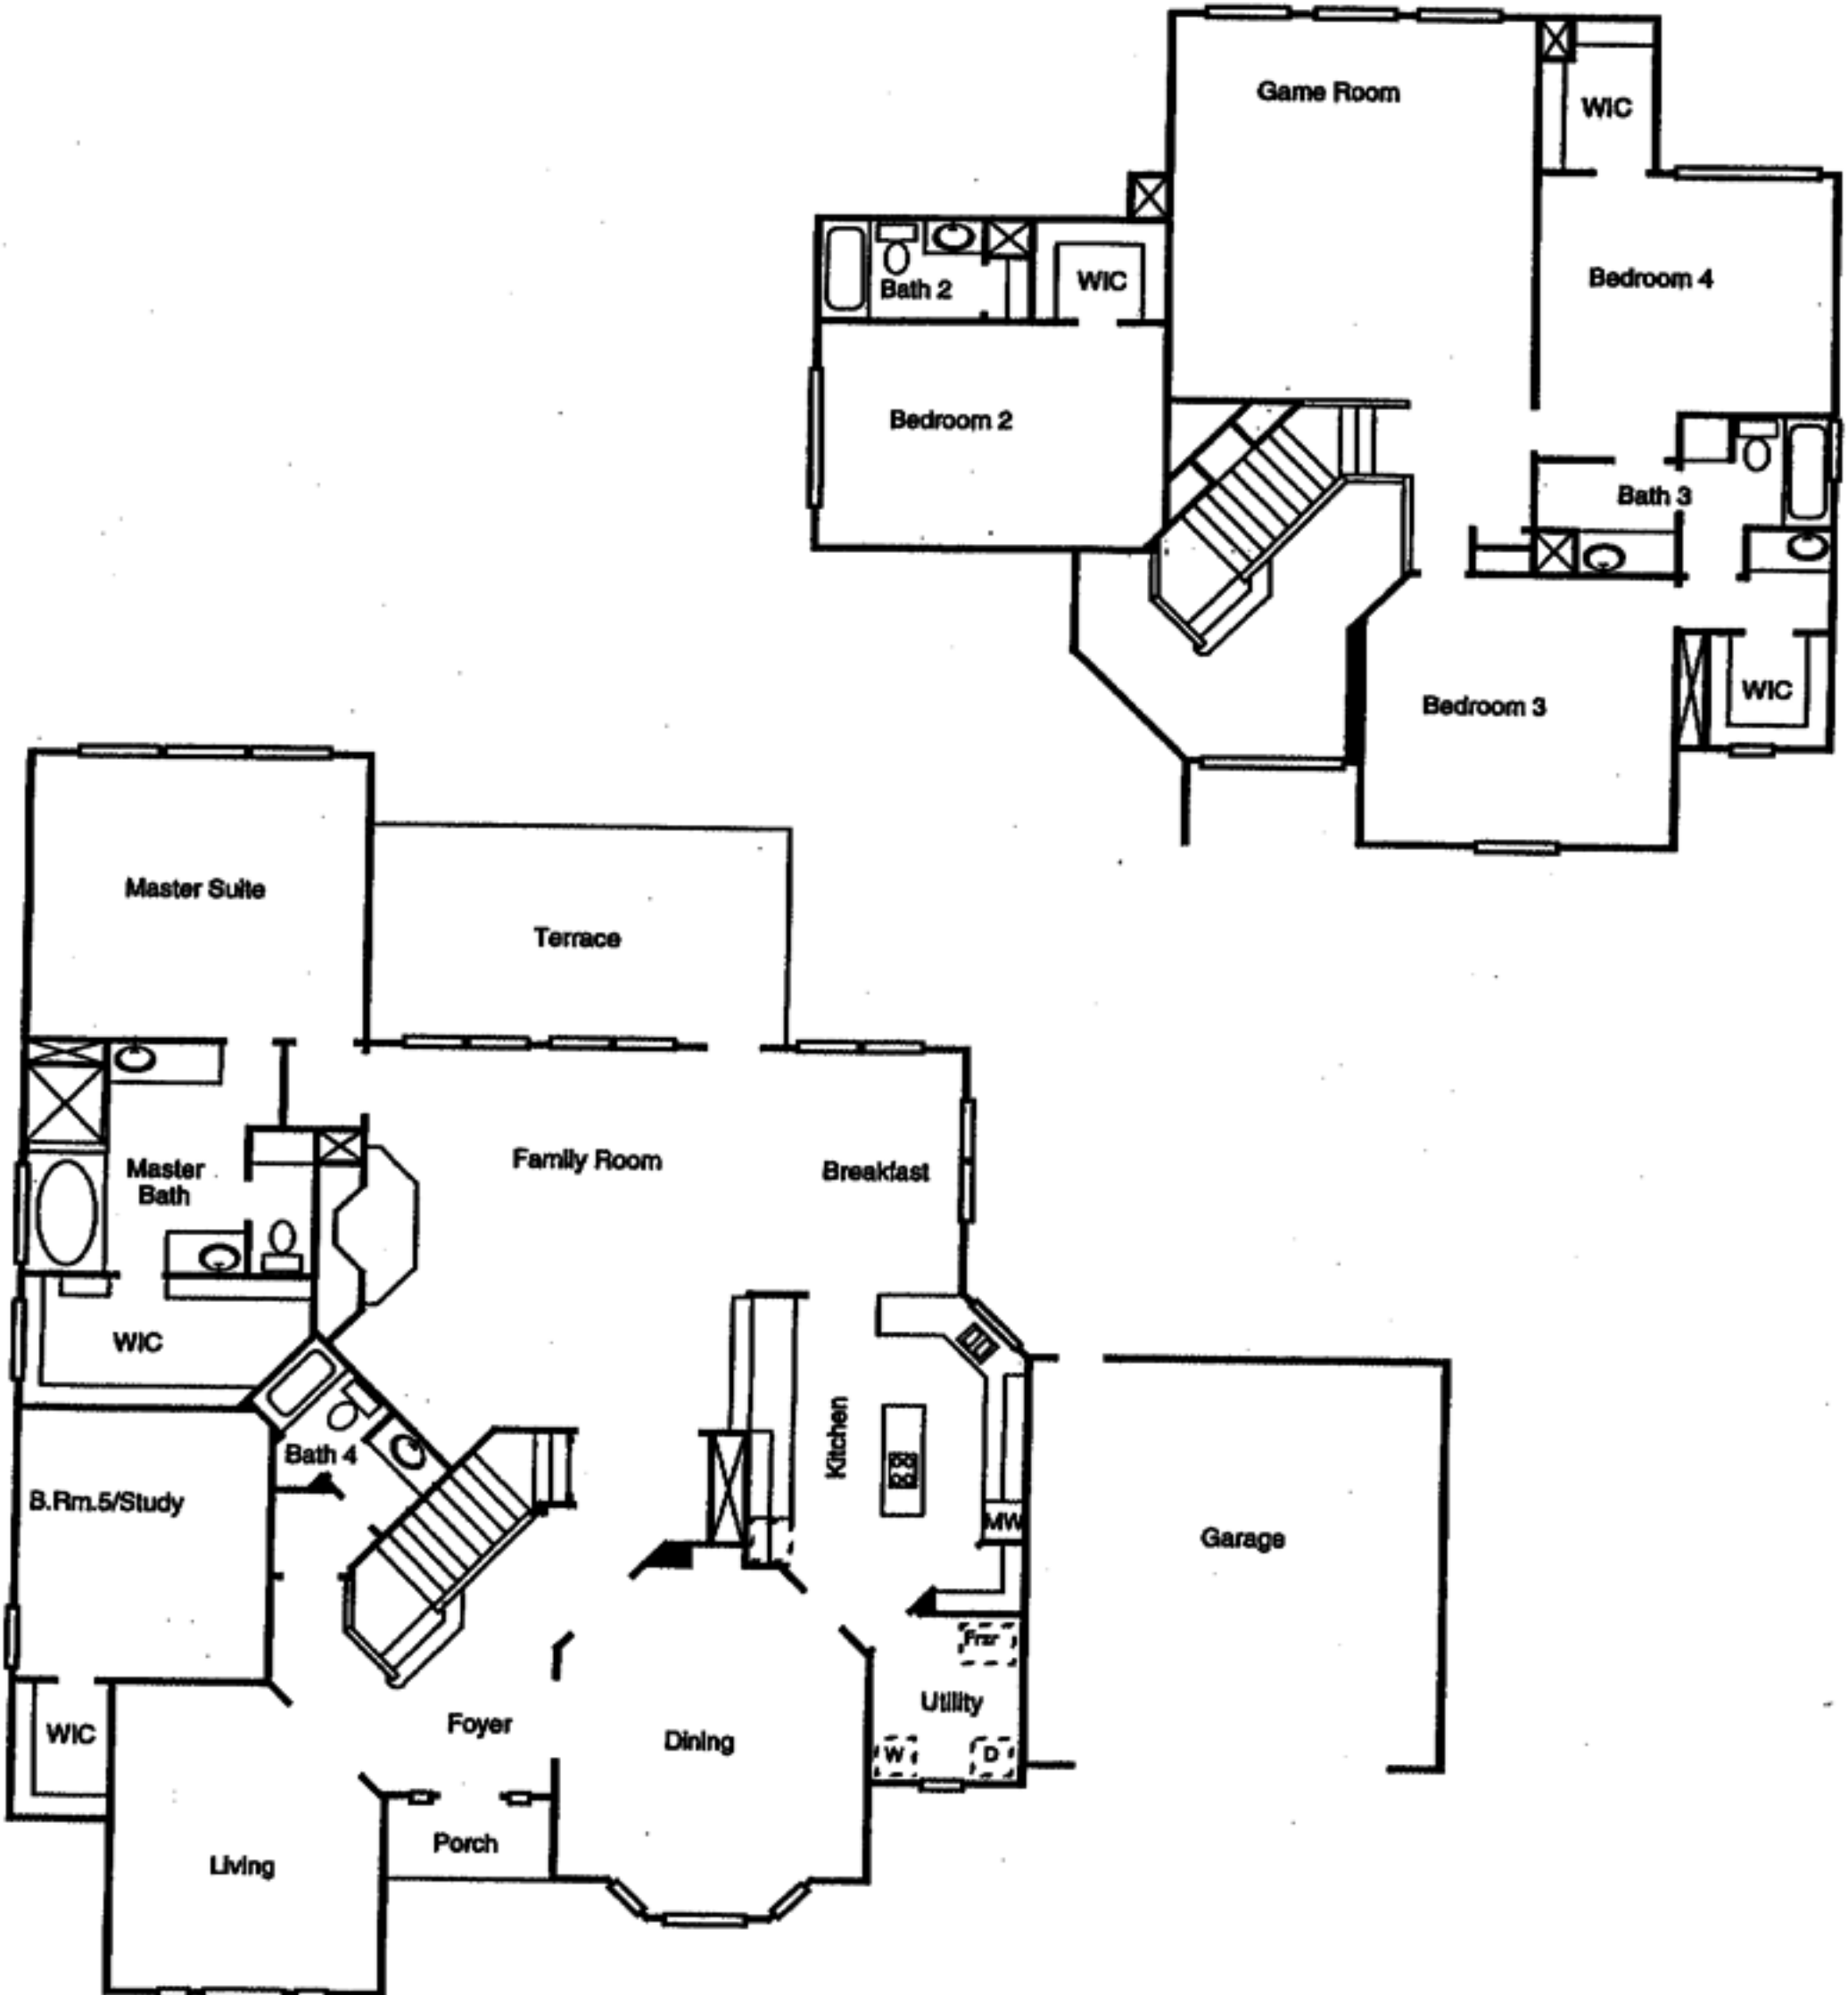 Game Room
WIC
Bedroom 4
Bath 2
WIC
Bedroom 2
Bath 3
Bedroom 3
WIC
Master Suite
Terrace
Family Room
Breakfast
Master
Bath
WIC
Kitchen
Bath 4
B.Rm.5/Study
MW
Garage
Frzr
Utility
WIC
Foyer
Dining
W
D
Porch
Living